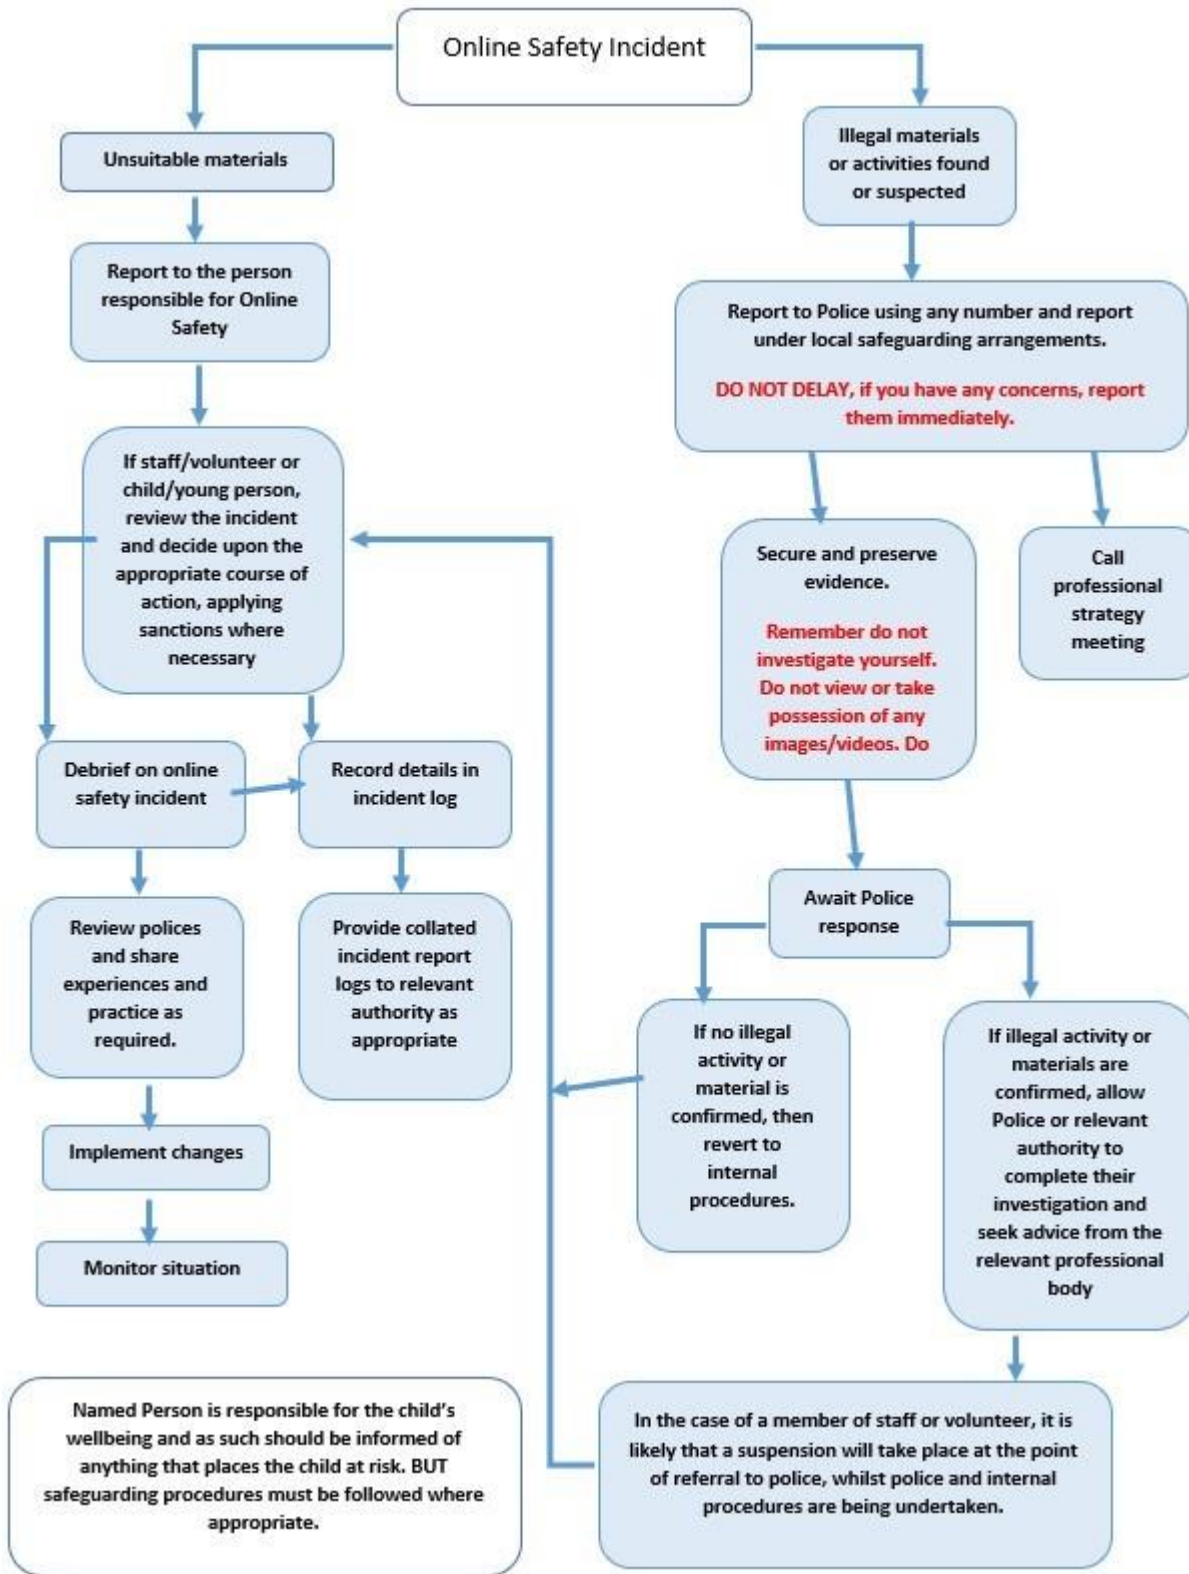 Online Safety Incident
Unsuitable materials
Report to the person
responsible for Online
Safety
If staff/volunteer or
child/young person,
review the incident
and decide upon the
appropriate course of
action, applying
sanctions where
necessary
Debrief on online
safety incident
Record details in
incident log
Review polices
and share
experiences and
practice as
required.
Provide collated
incident report
logs to relevant
authority as
appropriate
Implement changes
Monitor situation
Illegal materials
or activities found
or suspected
Report to Police using any number and report
under local safeguarding arrangements.
DO NOT DELAY, if you have any concerns, report
them immediately.
Secure and preserve
evidence.
Remember do not
investigate yourself.
Do not view or take
possession of any
images/videos. Do
Call
professional
strategy
meeting
Await Police
response
If no illegal
activity or
material is
confirmed, then
revert to
internal
procedures.
If illegal activity or
materials are
confirmed, allow
Police or relevant
authority to
complete their
investigation and
seek advice from the
relevant professional
body
In the case of a member of staff or volunteer, it is
likely that a suspension will take place at the point
of referral to police, whilst police and internal
procedures are being undertaken.
Named Person is responsible for the child’s
wellbeing and as such should be informed of
anything that places the child at risk. BUT
safeguarding procedures must be followed where
appropriate.